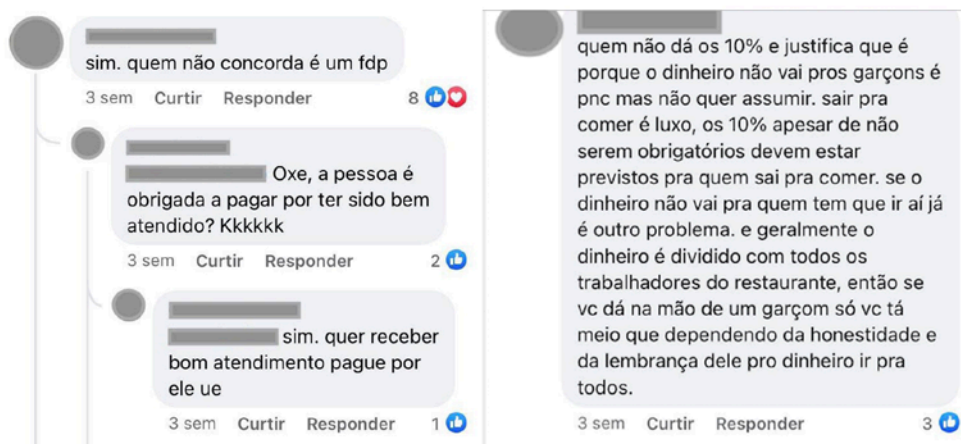 sim. quem não concorda é um fdp
3 sem Curtir Responder 8
Oxe, a pessoa é
obrigada a pagar por ter sido bem
atendido? Kkkkkk
3 sem Curtir Responder 2
sim. quer receber
bom atendimento pague por
ele ue
3 sem Curtir Responder 1
quem não dá os 10% e justifica que é
porque o dinheiro não vai pros garçons é
pnc mas não quer assumir. sair pra
comer é luxo, os 10% apesar de não
serem obrigatórios devem estar
previstos pra quem sai pra comer. se o
dinheiro não vai pra quem tem que ir aí já
é outro problema. e geralmente o
dinheiro é dividido com todos os
trabalhadores do restaurante, então se
vc dá na mão de um garçom só vc tá
meio que dependendo da honestidade e
da lembrança dele pro dinheiro ir pra
todos.
3 sem Curtir Responder 3